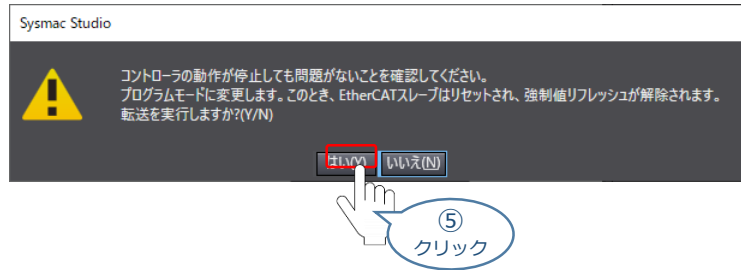 Sysmac Studio
コントローラの動作が停止しても問題がないことを確認してください。
プログラムモードに変更します。このとき、EtherCATスレーブはリセットされ、強制値リフレッシュが解除されます。
転送を実行しますか?(Y/N)
はい(Y) いいえ(N)
⑤
クリック